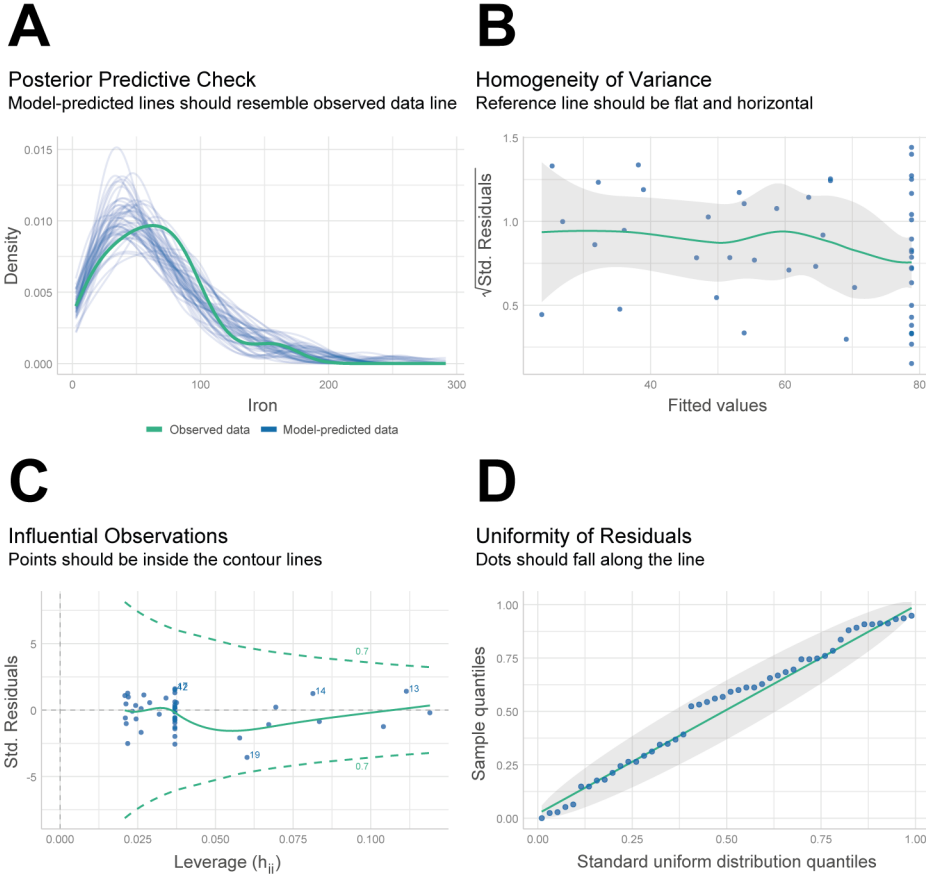 A
Posterior Predictive Check
Model-predicted lines should resemble observed data line
0.015
0.010
0.005
0.000
Density
0
100
200
300
Iron
Observed data
Model-predicted data
B
Homogeneity of Variance
Reference line should be flat and horizontal
1.5
1.0
0.5
√Std. Residuals
40
60
80
Fitted values
C
Influential Observations
Points should be inside the contour lines
5
0
-5
Std. Residuals
0.7
14
13
19
0.7
0.000
0.025
0.050
0.075
0.100
Leverage (hii)
D
Uniformity of Residuals
Dots should fall along the line
1.00
0.75
0.50
0.25
0.00
Sample quantiles
0.00
0.25
0.50
0.75
1.00
Standard uniform distribution quantiles